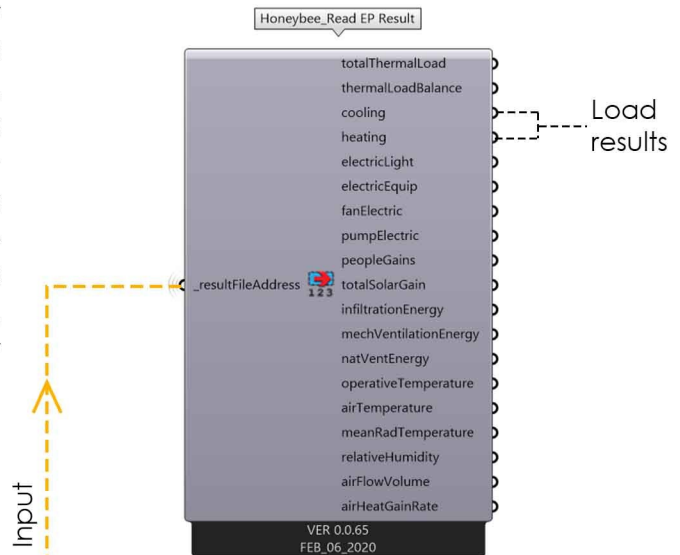 Honeybee_Read EP Result
totalThermalLoad
thermalLoadBalance
cooling
heating
electricLight
electricEquip
fanElectric
pumpElectric
peopleGains
totalSolarGain
infiltrationEnergy
mechVentilationEnergy
natVentEnergy
operativeTemperature
airTemperature
meanRadTemperature
relativeHumidity
airFlowVolume
airHeatGainRate
_resultFileAddress
123
Load
results
Input
VER 0.0.65
FEB_06_2020